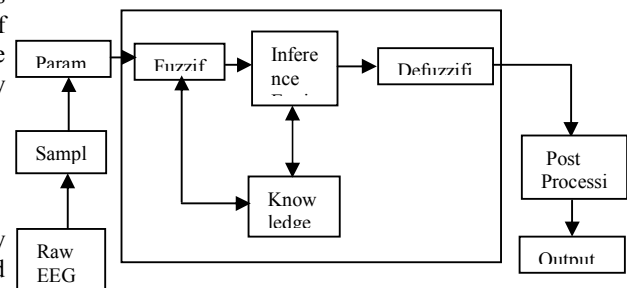 Param
Fuzzif
Infere
nce
Defuzzifi
Sampl
Know
ledge
Post
Processi
Raw
EEG
Output